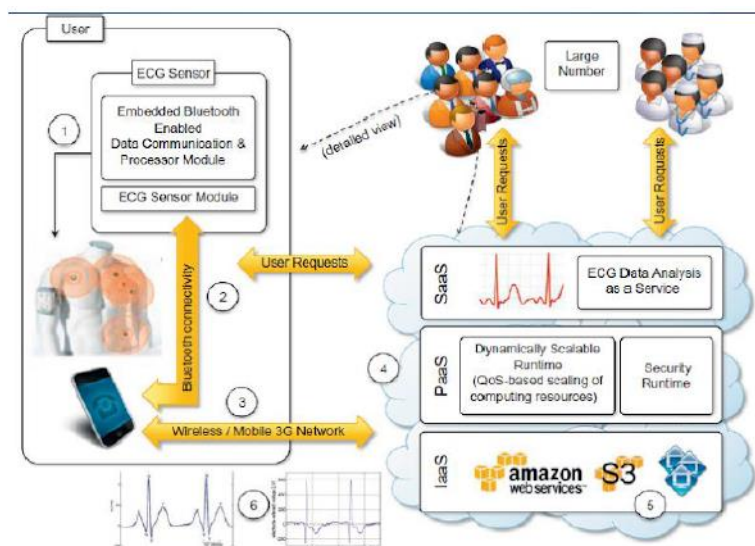 User
ECG Sensor
Embedded Bluetooth
Enabled
Data Communication &
Processor Module
ECG Sensor Module
1
Bluetooth connectivity
2
User Requests
3
Wireless / Mobile 3G Network
(detailed view)
Large
Number
User Requests
User Requests
SaaS
ECG Data Analysis
as a Service
4
PaaS
Dynamically Scalable
Runtime
(QoS-based scaling of
computing resources)
Security
Runtime
IaaS
amazon
webservices™
S3
5
6